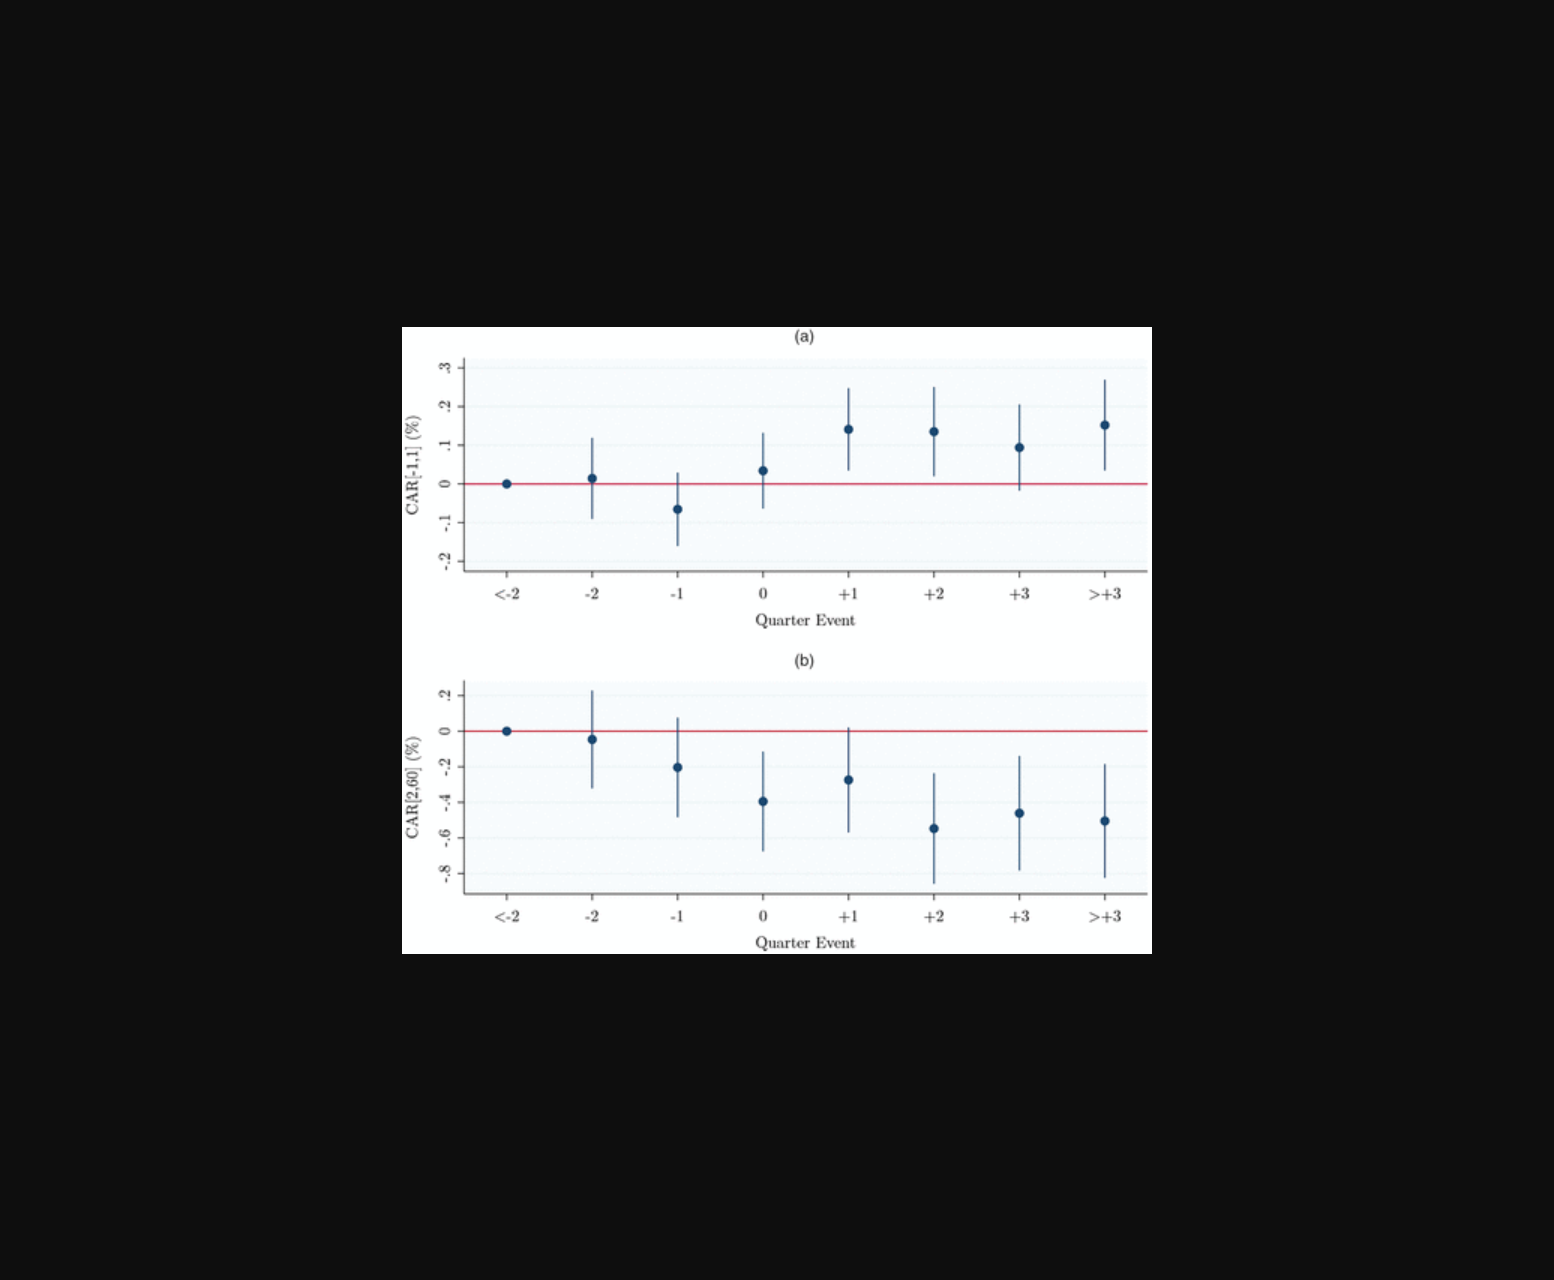 (a)
CAR[-1,1] (%)
.3
.2
.1
0
-.1
-.2
<-2 -2 -1 0 +1 +2 +3 >+3
Quarter Event
(b)
CAR[2,60] (%)
.2
0
-.2
-.4
-.6
-.8
<-2 -2 -1 0 +1 +2 +3 >+3
Quarter Event